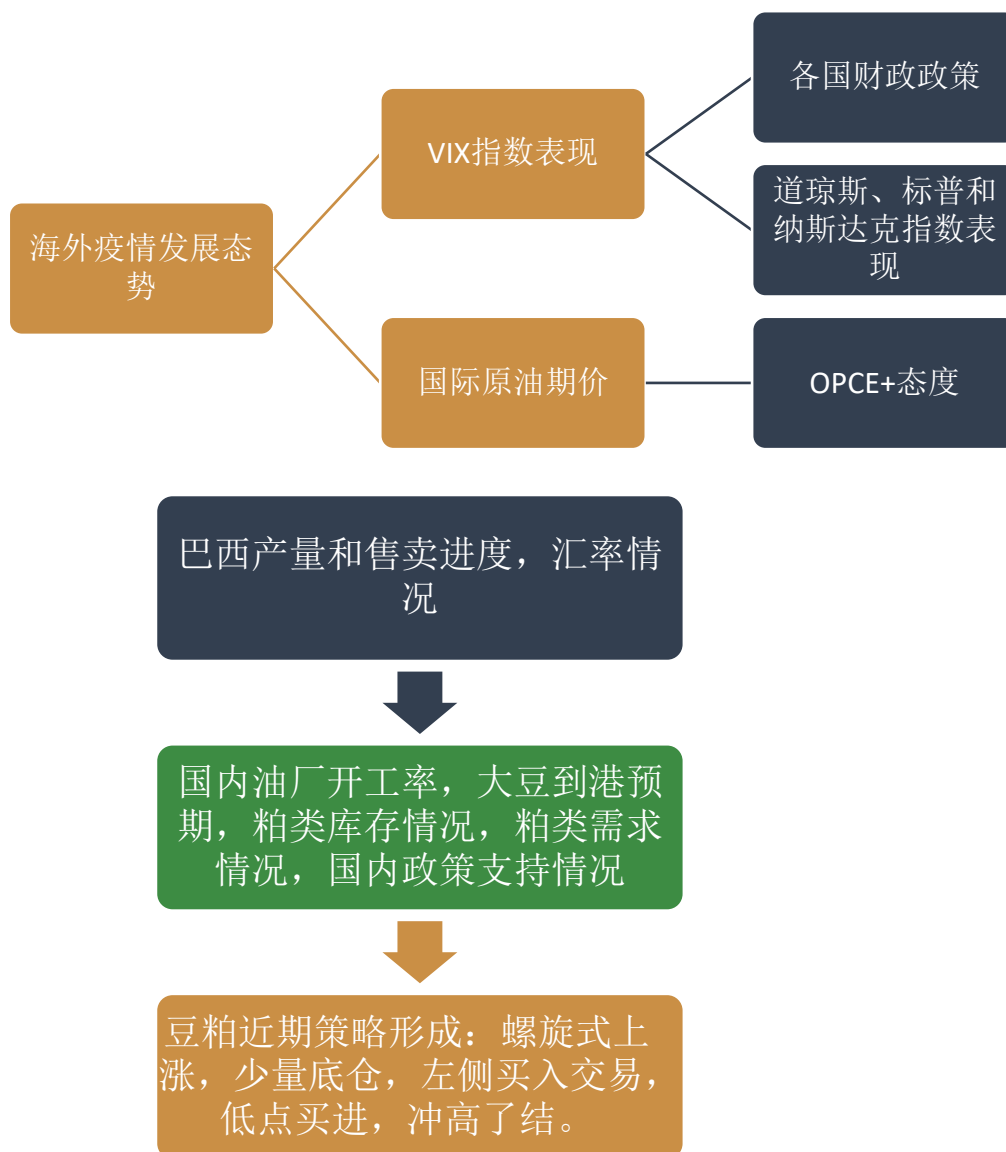 各国财政政策
VIX指数表现
道琼斯、标普和
纳斯达克指数表
现
海外疫情发展态
势
国际原油期价
OPCE+态度
巴西产量和售卖进度，汇率情
况
国内油厂开工率，大豆到港预
期，粕类库存情况，粕类需求
情况，国内政策支持情况
豆粕近期策略形成：螺旋式上
涨，少量底仓，左侧买入交易，
低点买进，冲高了结。